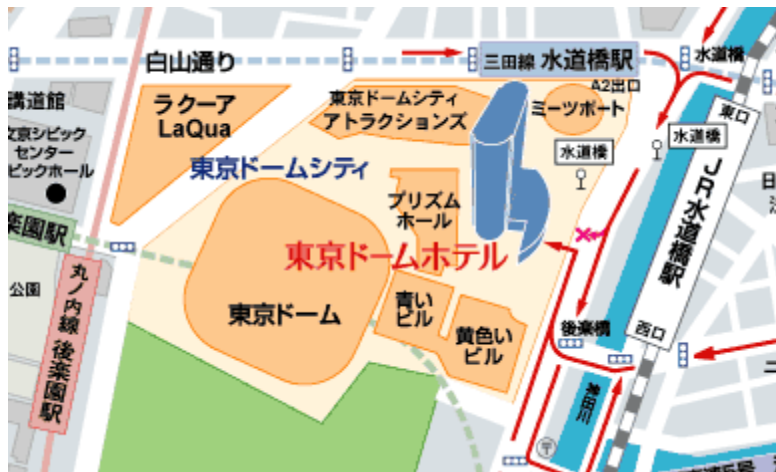 白山通り
三田線 水道橋駅
水道橋
A2出口
講道館
ラクーア
LaQua
東京ドームシティ
アトラクションズ
ミーツポート
東口
文京シビック
センター
ビックホール
水道橋
水道橋
東京ドームシティ
プリズム
ホール
JR水道橋駅
楽園駅
東京ドームホテル
丸ノ内線 後楽園駅
公園
東京ドーム
青い
ビル
黄色い
ビル
後楽橋
西口
神田川
〒